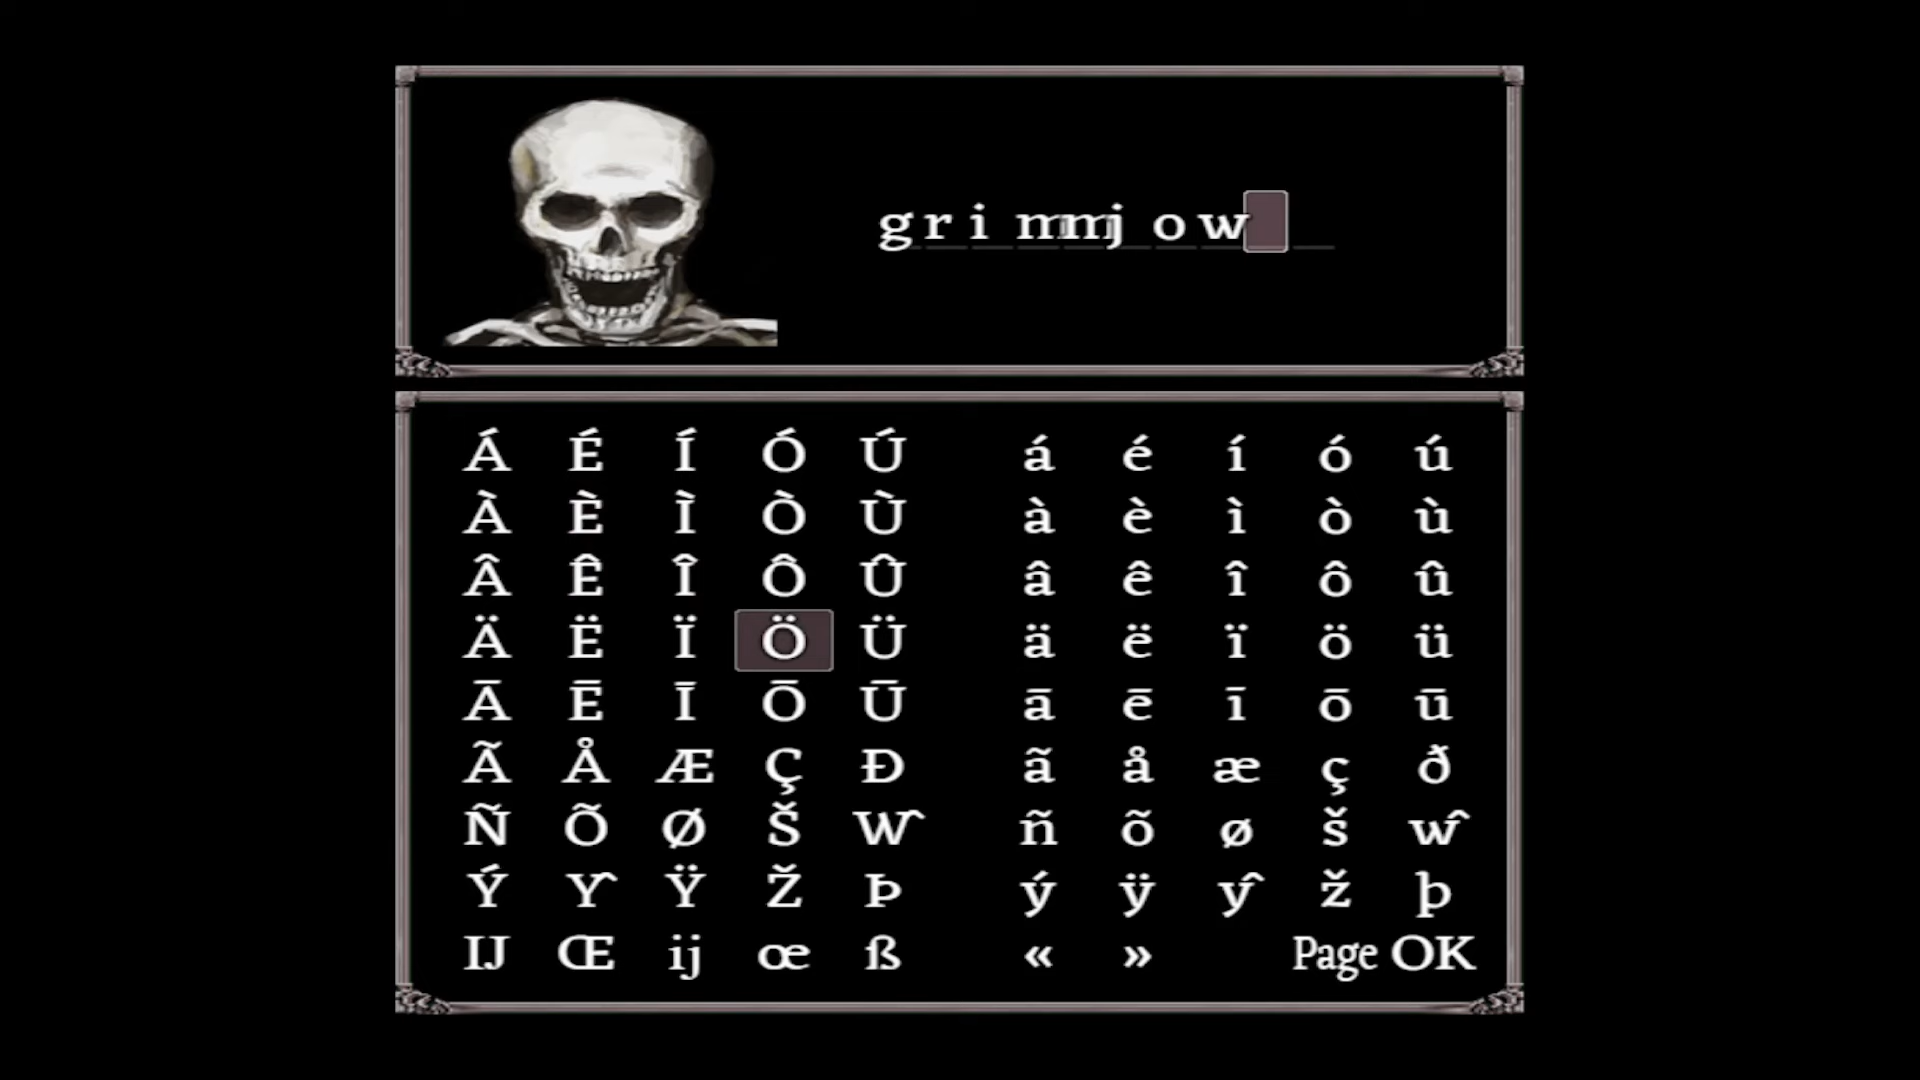 grimmjow
Á É Í Ó Ú á é í ó ú
À È Ì Ò Ù à è ì ò ù
Â Ê Î Ô Û â ê î ô û
Ä Ë Ï Ö Ü ä ë ï ö ü
Ā Ē Ī Ō Ū ā ē ī ō ū
Ã Å Æ Ç Đ ã å æ ç ð
Ñ Õ Ø Š Ŵ ñ õ ø š ŵ
Ý Ŷ Ÿ Ž Þ ý ÿ ŷ ž þ
Ĳ Œ ĳ œ ß « » Page OK